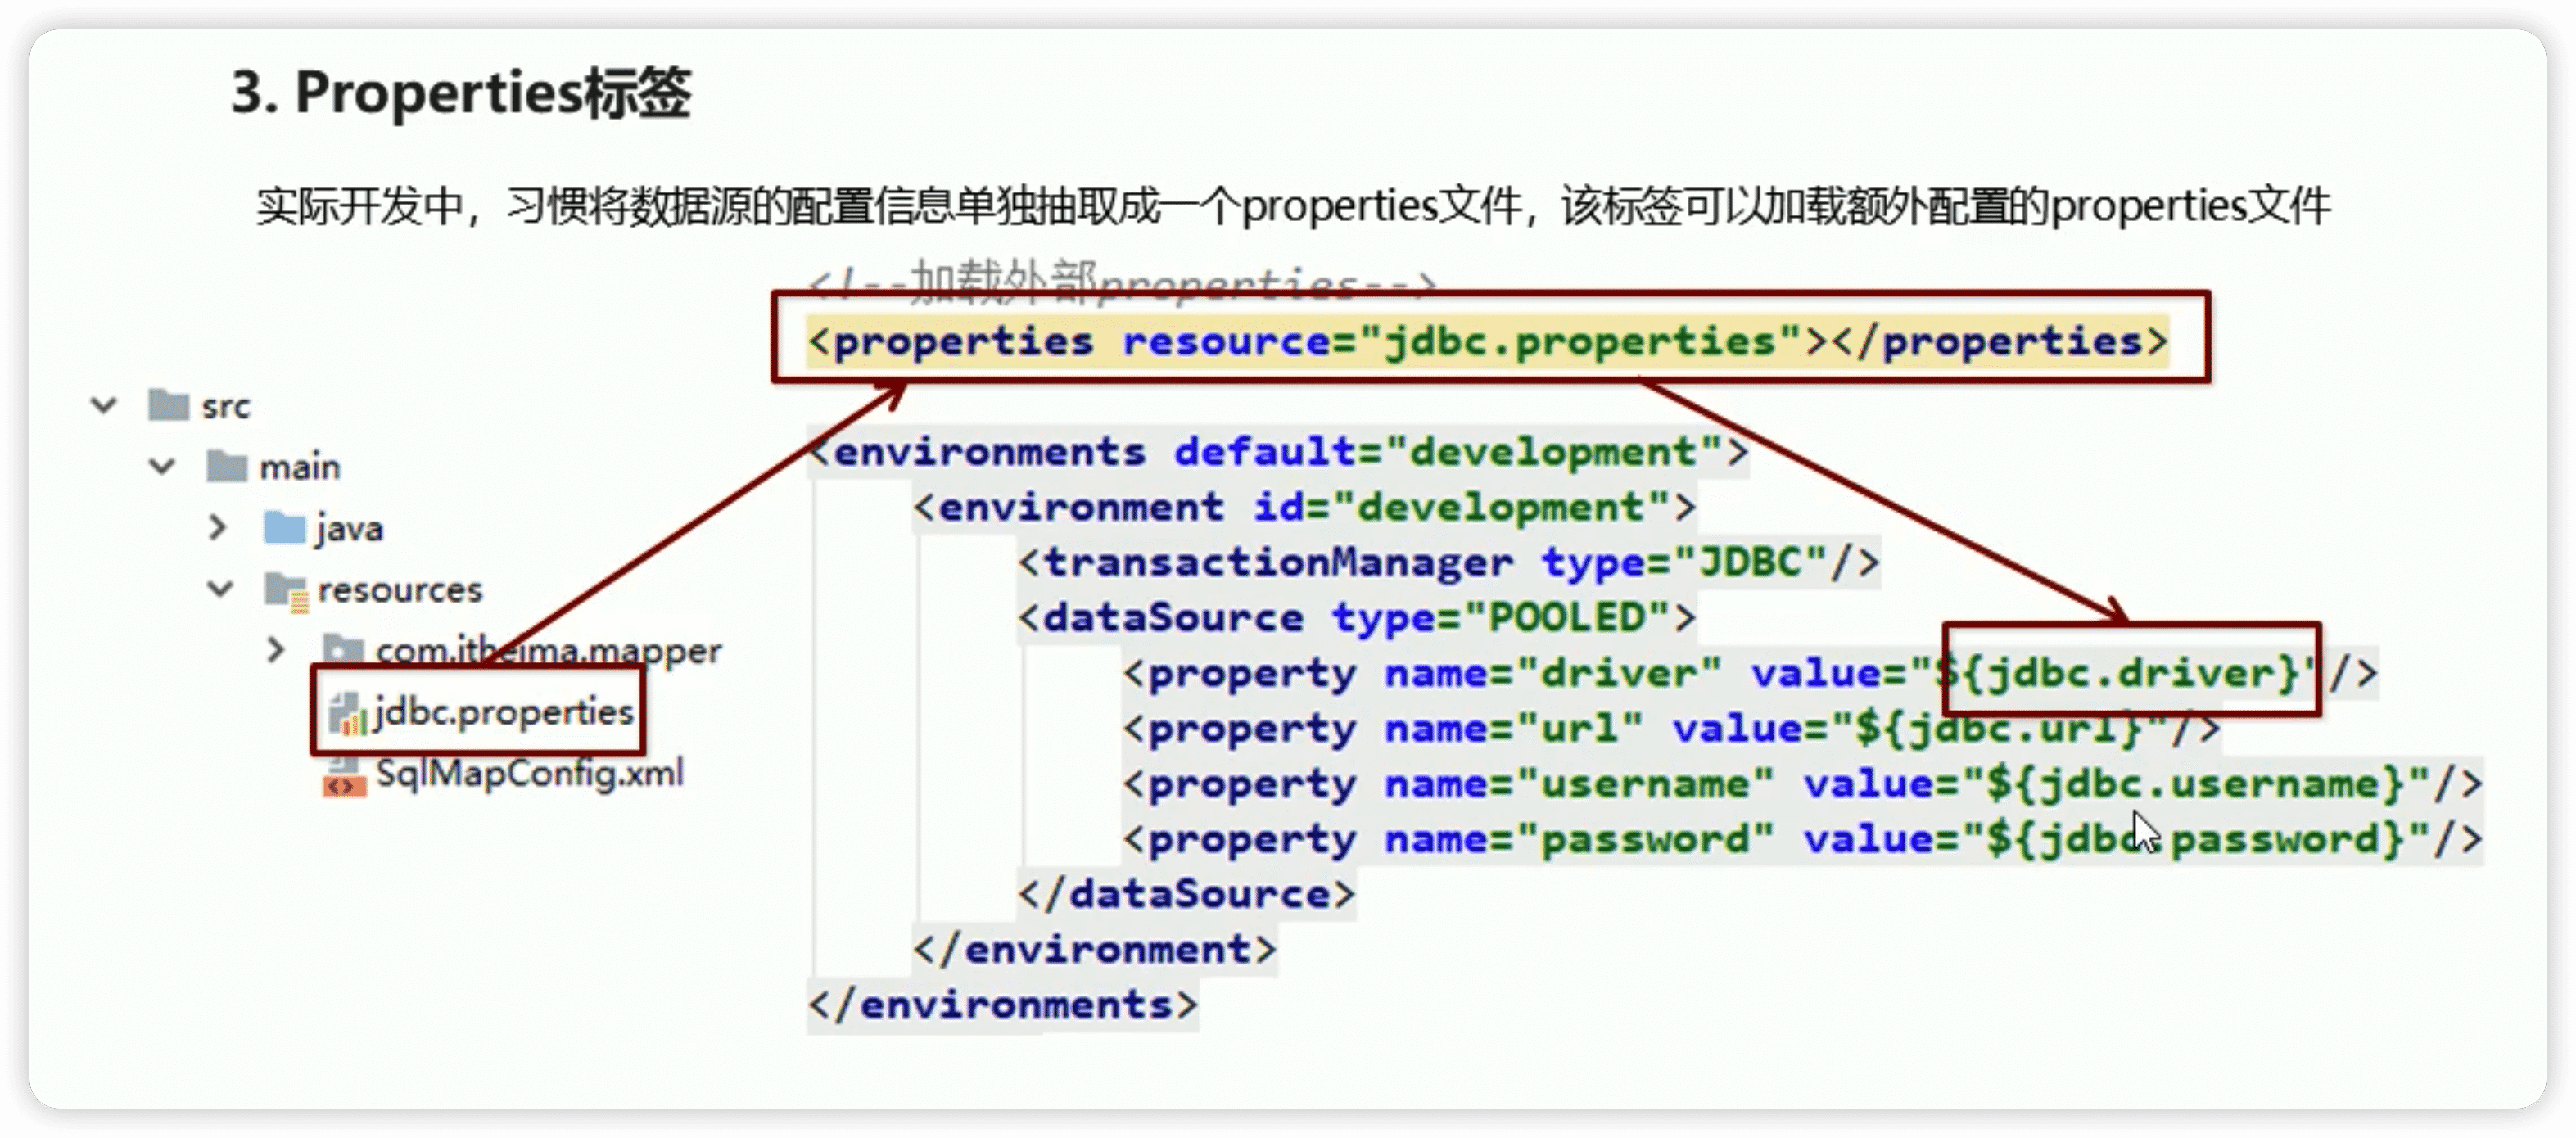 3. Properties标签
实际开发中，习惯将数据源的配置信息单独抽取成一个properties文件，该标签可以加载额外配置的properties文件
src
main
java
resources
com.itheima.mapper
jdbc.properties
SqlMapConfig.xml
<!--加载外部properties-->
<properties resource="jdbc.properties"></properties>
<environments default="development">
<environment id="development">
<transactionManager type="JDBC"/>
<dataSource type="POOLED">
<property name="driver" value="${jdbc.driver}"/>
<property name="url" value="${jdbc.url}"/>
<property name="username" value="${jdbc.username}"/>
<property name="password" value="${jdbc.password}"/>
</dataSource>
</environment>
</environments>